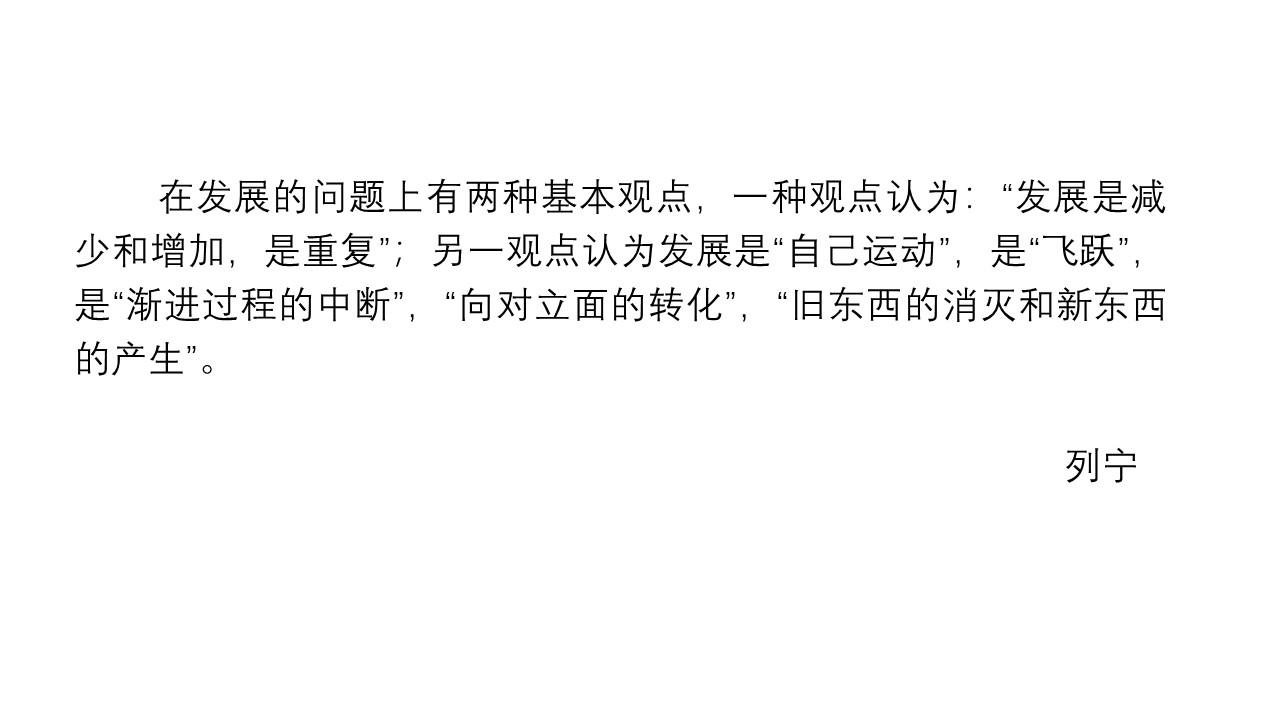 在发展的问题上有两种基本观点，一种观点认为：“发展是减
少和增加，是重复”；另一观点认为发展是“自己运动”，是“飞跃”，
是“渐进过程的中断”，“向对立面的转化”，“旧东西的消灭和新东西
的产生”。
列宁